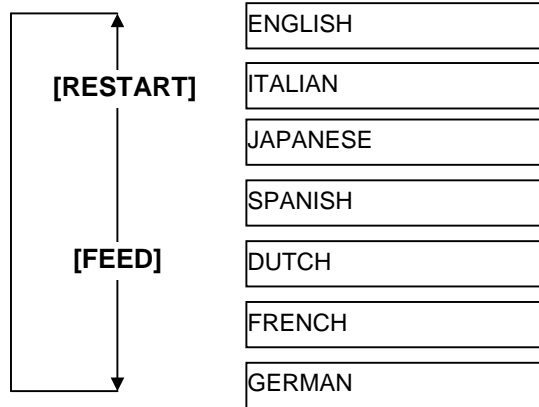 ENGLISH
[RESTART]
ITALIAN
JAPANESE
SPANISH
[FEED]
DUTCH
FRENCH
GERMAN